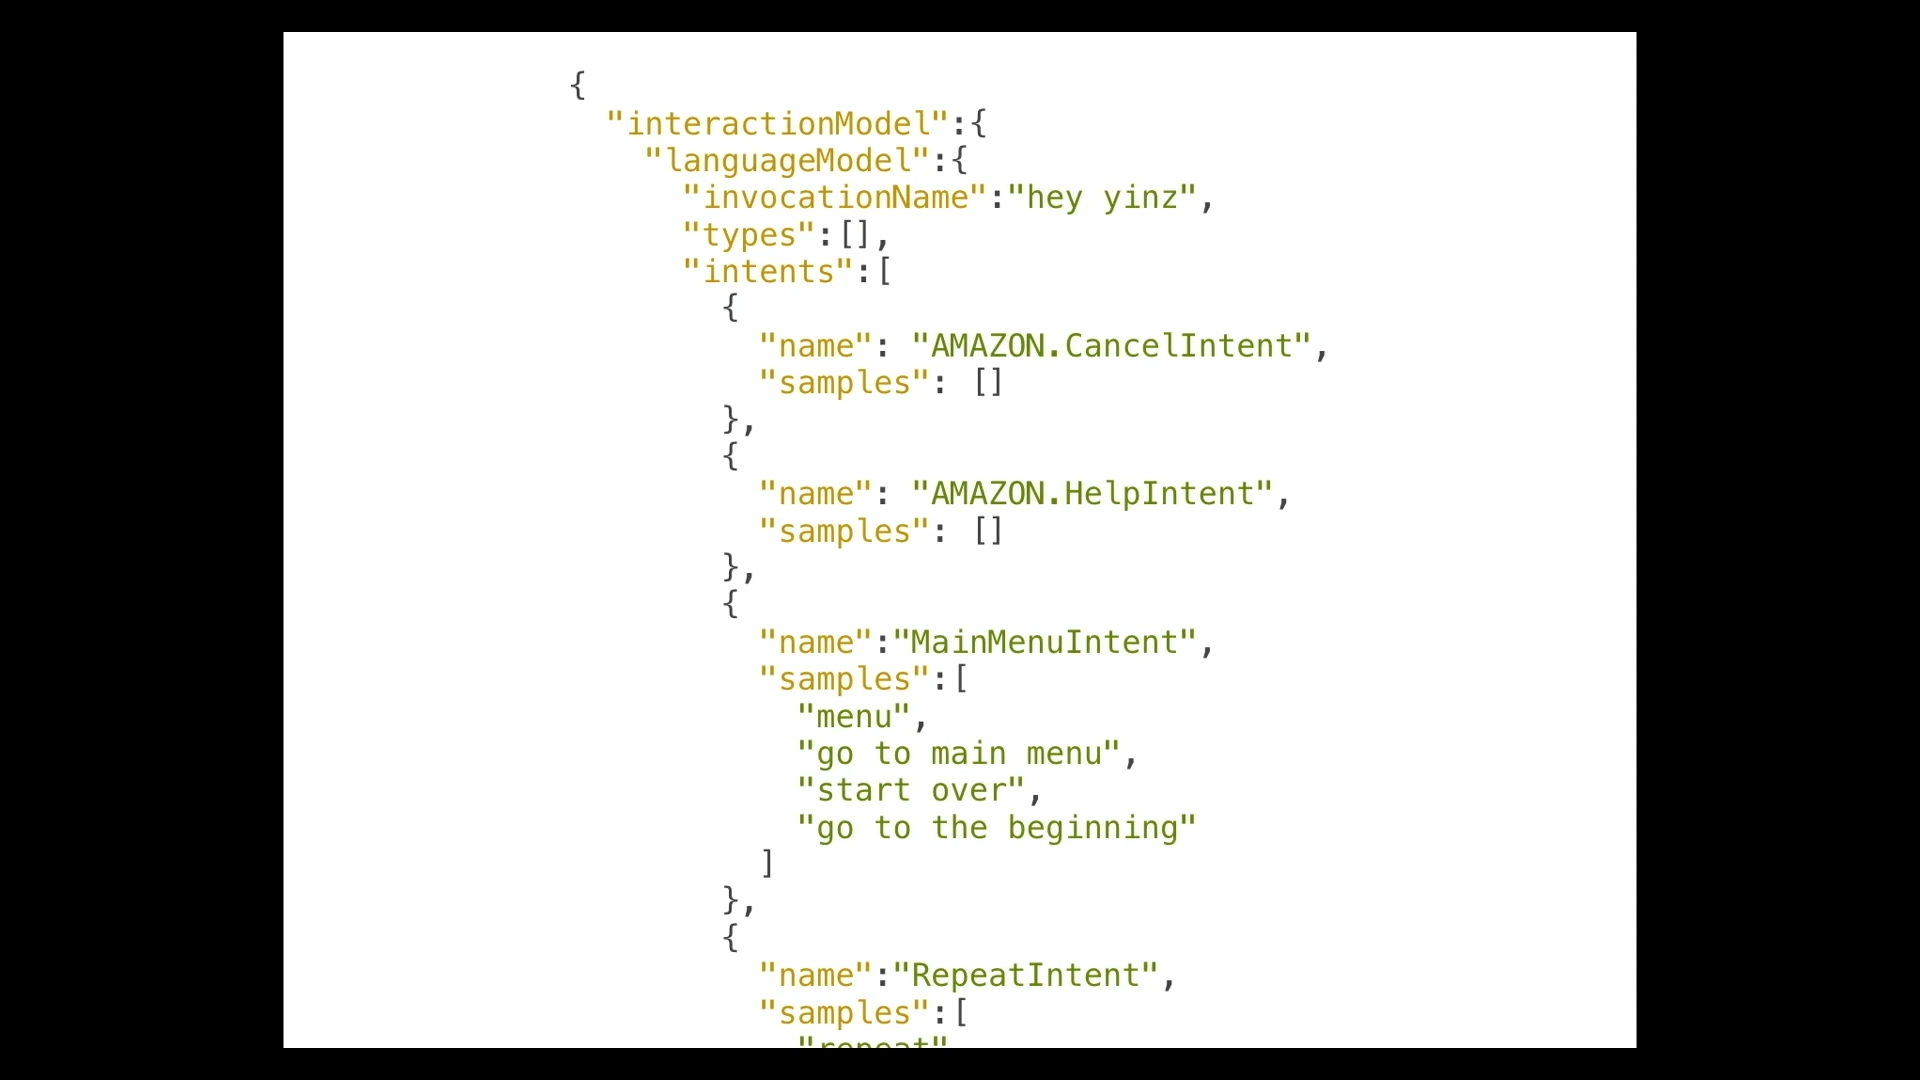 {
  "interactionModel":{
    "languageModel":{
      "invocationName":"hey yinz",
      "types":[],
      "intents":[
        {
          "name": "AMAZON.CancelIntent",
          "samples": []
        },
        {
          "name": "AMAZON.HelpIntent",
          "samples": []
        },
        {
          "name":"MainMenuIntent",
          "samples":[
            "menu",
            "go to main menu",
            "start over",
            "go to the beginning"
          ]
        },
        {
          "name":"RepeatIntent",
          "samples":[
            "repeat"